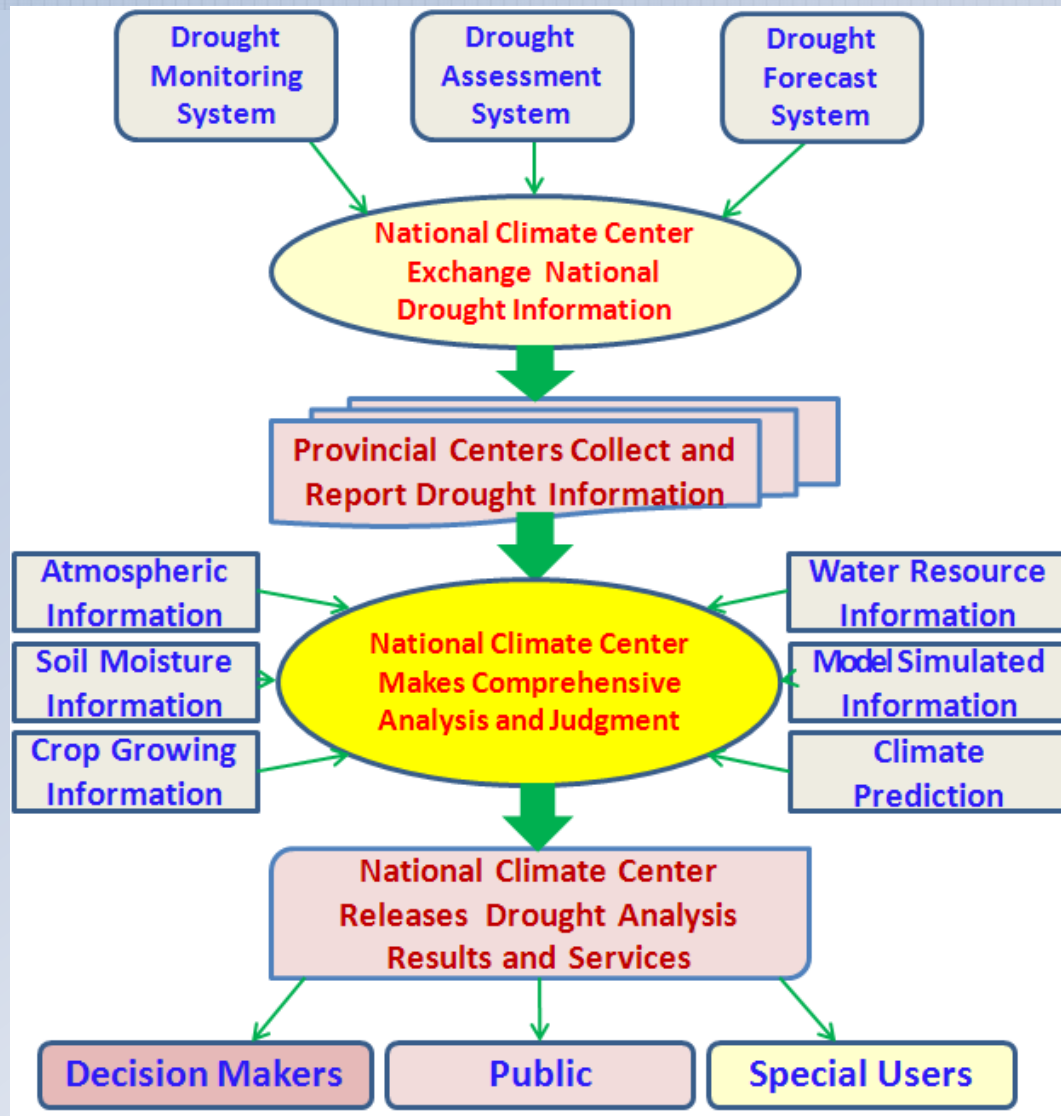 Drought
Monitoring
System
Drought
Assessment
System
Drought
Forecast
System
National Climate Center
Exchange National
Drought Information
Provincial Centers Collect and
Report Drought Information
Atmospheric
Information
Soil Moisture
Information
Crop Growing
Information
National Climate Center
Makes Comprehensive
Analysis and Judgment
Water Resource
Information
Model Simulated
Information
Climate
Prediction
National Climate Center
Releases Drought Analysis
Results and Services
Decision Makers
Public
Special Users